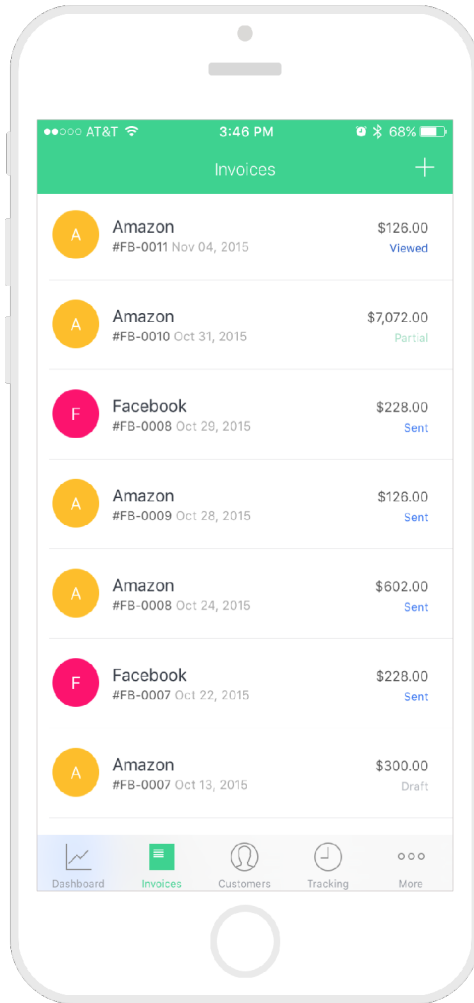 AT&T 3:46 PM 68%
Invoices +
A Amazon $126.00
#FB-0011 Nov 04, 2015 Viewed
A Amazon $7,072.00
#FB-0010 Oct 31, 2015 Partial
F Facebook $228.00
#FB-0008 Oct 29, 2015 Sent
A Amazon $126.00
#FB-0009 Oct 28, 2015 Sent
A Amazon $602.00
#FB-0008 Oct 24, 2015 Sent
F Facebook $228.00
#FB-0007 Oct 22, 2015 Sent
A Amazon $300.00
#FB-0007 Oct 13, 2015 Draft
Dashboard Invoices Customers Tracking More